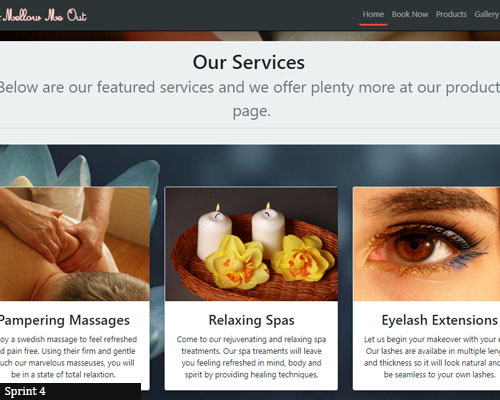 Mellow Me Out
Home Book Now Products Gallery
Our Services
Below are our featured services and we offer plenty more at our product
page.
Pampering Massages
oy a swedish massage to feel refreshed
d pain free. Using their firm and gentle
uch our marvelous masseuses, you will
be in a state of total relaxtion.
Relaxing Spas
Come to our rejuvenating and relaxing spa
treatments. Our spa treaments will leave
you feeling refreshed in mind, body and
spirit by providing healing techniques.
Eyelash Extensions
Let us begin your makeover with your e
Our lashes are availabe in multiple leng
and thickness so it will look natural and
be seamless to your own lashes.
Sprint 4